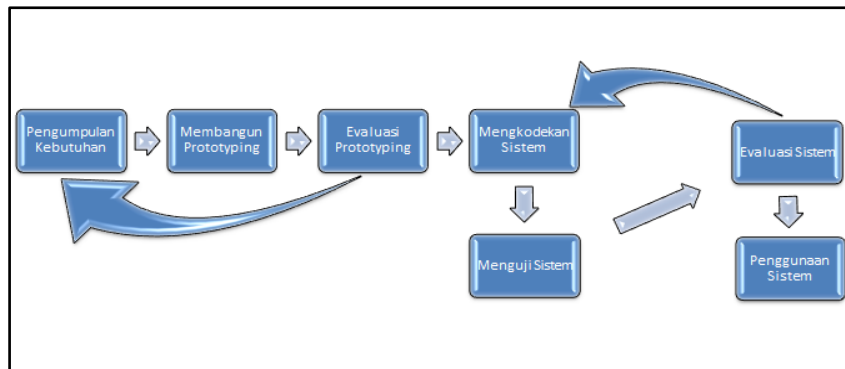 Pengumpulan
Kebutuhan
Membangun
Prototyping
Evaluasi
Prototyping
Mengkodekan
Sistem
Menguji Sistem
Evaluasi Sistem
Penggunaan
Sistem